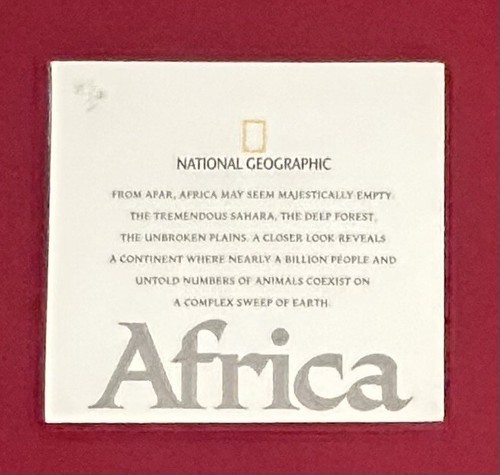 NATIONAL GEOGRAPHIC
FROM AFAR, AFRICA MAY SEEM MAJESTICALLY EMPTY:
THE TREMENDOUS SAHARA, THE DEEP FOREST,
THE UNBROKEN PLAINS. A CLOSER LOOK REVEALS
A CONTINENT WHERE NEARLY A BILLION PEOPLE AND
UNTOLD NUMBERS OF ANIMALS COEXIST ON
A COMPLEX SWEEP OF EARTH.
Africa